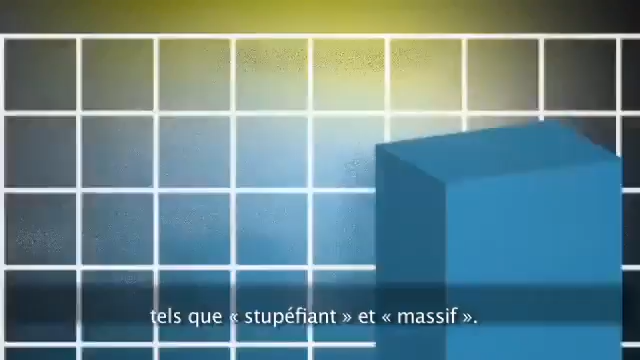 tels que « stupéfiant » et « massif ».